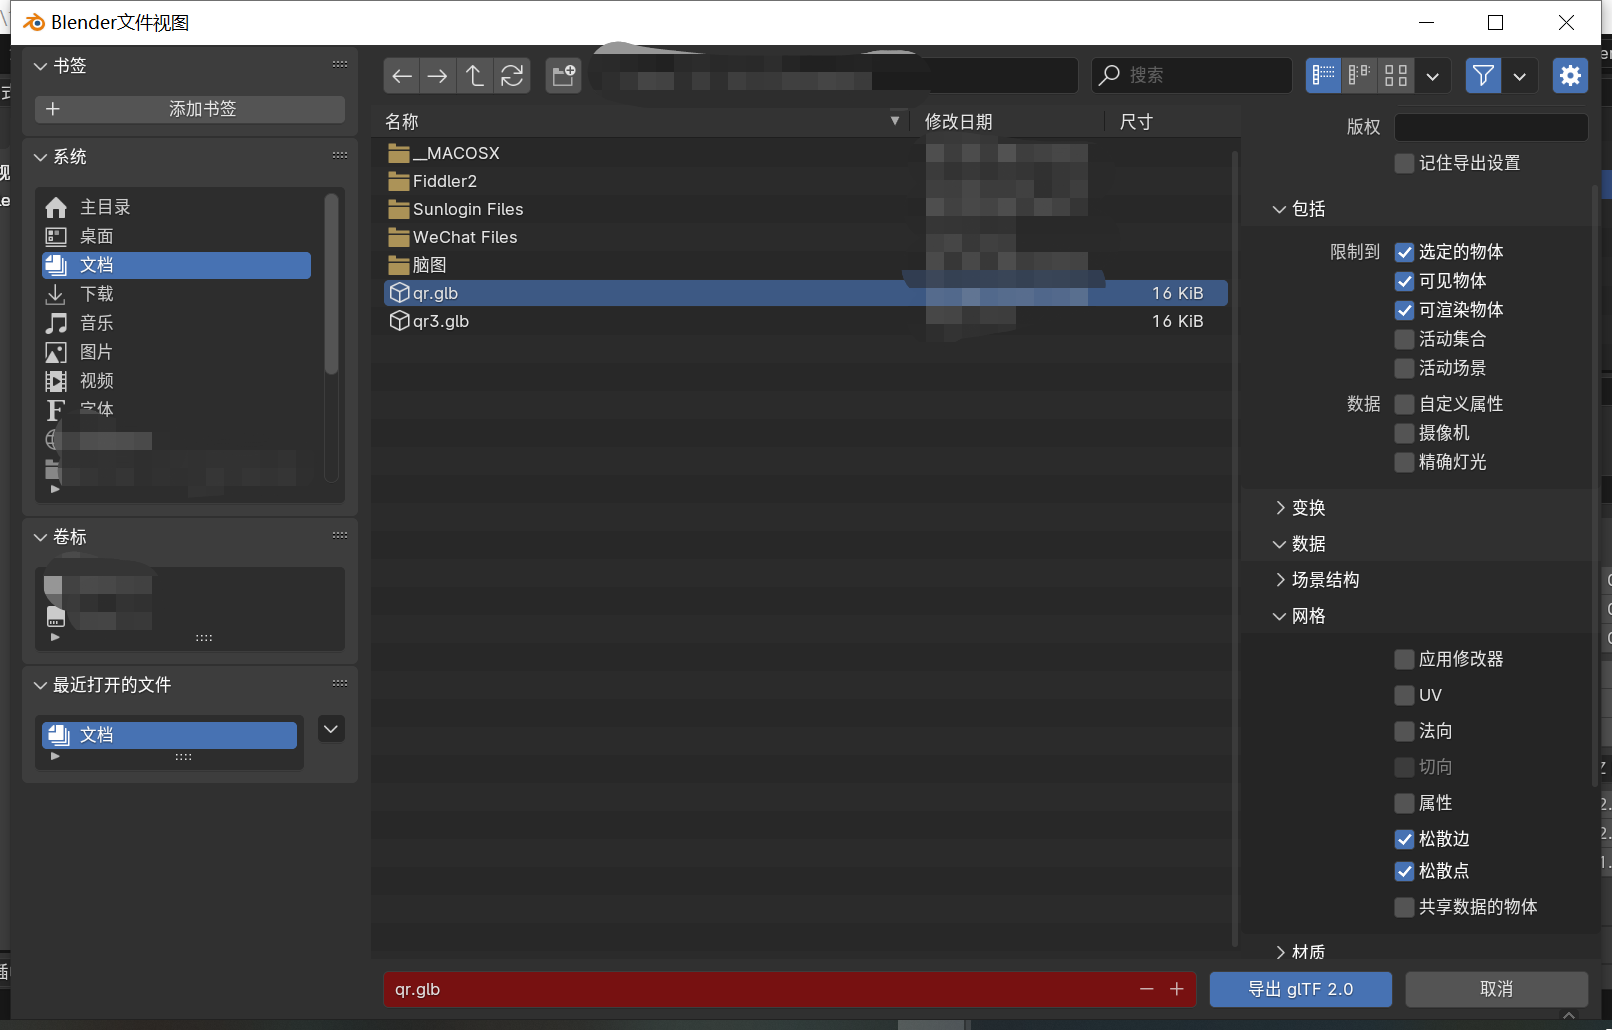 Blender文件视图
书签
添加书签
系统
主目录
桌面
文档
下载
音乐
图片
视频
字体
卷标
最近打开的文件
文档
搜索
名称
修改日期
尺寸
__MACOSX
Fiddler2
Sunlogin Files
WeChat Files
脑图
qr.glb 16 KiB
qr3.glb 16 KiB
版权
记住导出设置
包括
限制到 选定的物体
可见物体
可渲染物体
活动集合
活动场景
数据 自定义属性
摄像机
精确灯光
变换
数据
场景结构
网格
应用修改器
UV
法向
切向
属性
松散边
松散点
共享数据的物体
材质
qr.glb
导出 glTF 2.0
取消